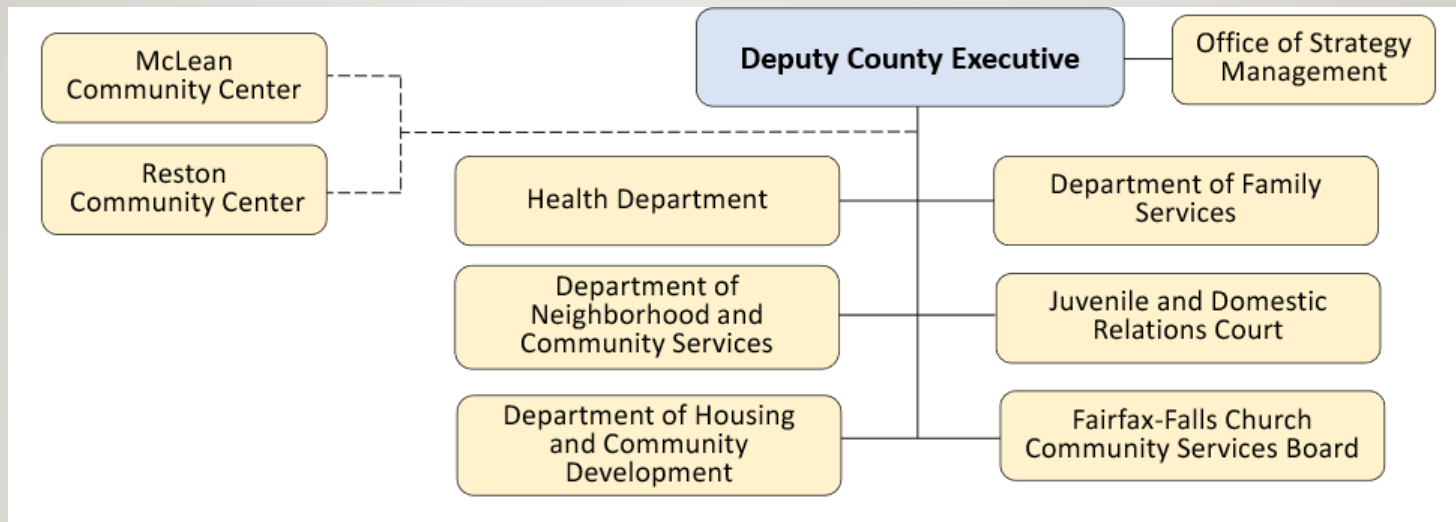 McLean
Community Center
Reston
Community Center
Deputy County Executive
Office of Strategy
Management
Health Department
Department of Family
Services
Department of
Neighborhood and
Community Services
Juvenile and Domestic
Relations Court
Department of Housing
and Community
Development
Fairfax-Falls Church
Community Services Board